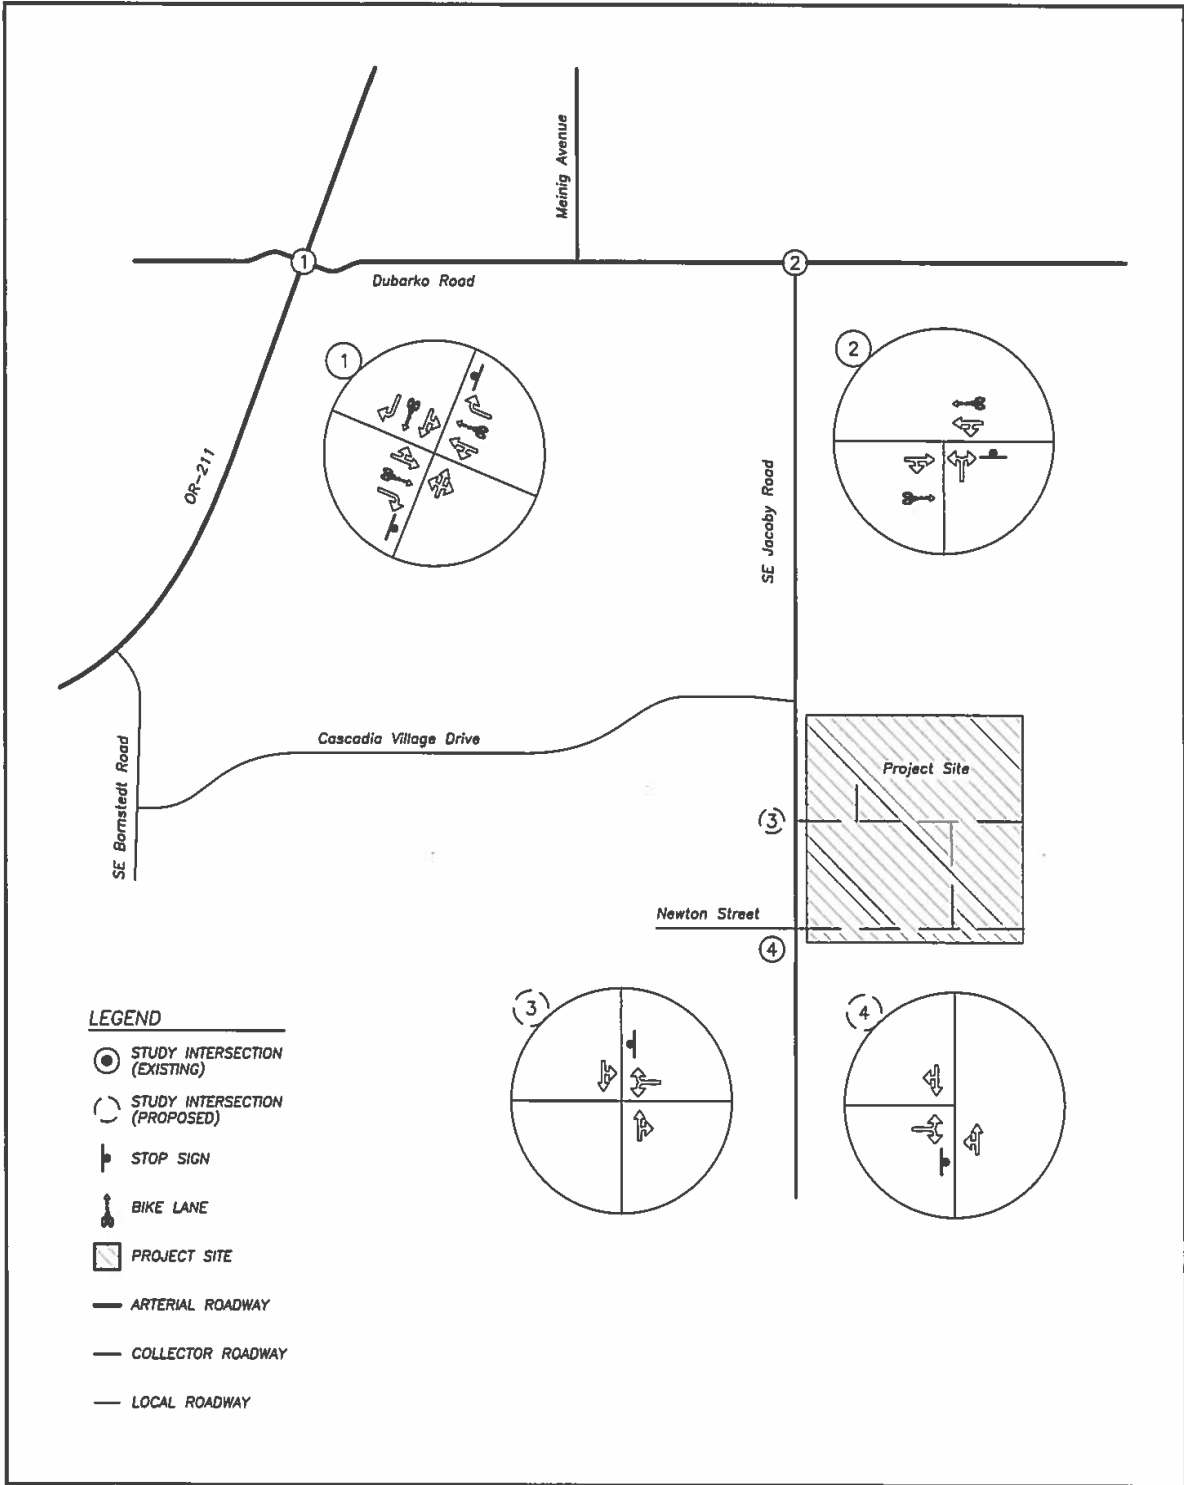 Meinig Avenue
1
2
Dubarko Road
1
2
OR-211
SE Jacoby Road
Cascadia Village Drive
SE Bornstedt Road
Project Site
3
Newton Street
4
3
4
LEGEND
STUDY INTERSECTION
(EXISTING)
STUDY INTERSECTION
(PROPOSED)
STOP SIGN
BIKE LANE
PROJECT SITE
ARTERIAL ROADWAY
COLLECTOR ROADWAY
LOCAL ROADWAY